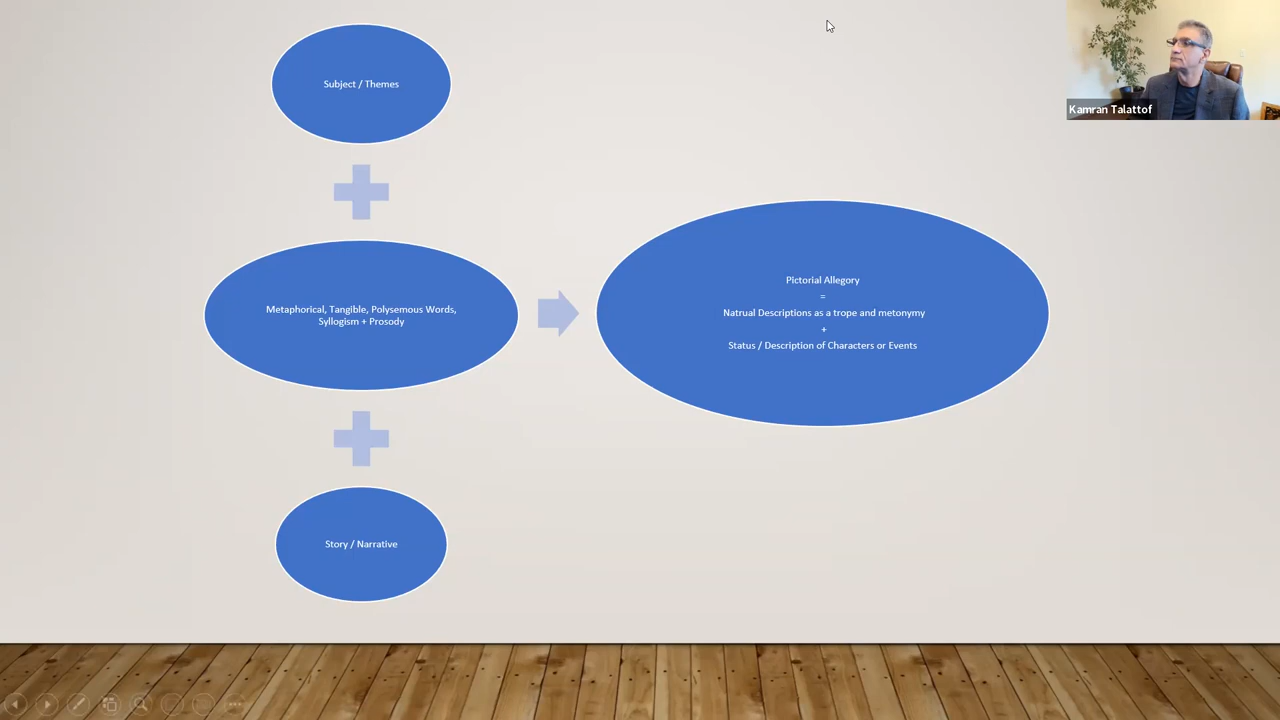 Subject / Themes
Metaphorical, Tangible, Polysemous Words,
Syllogism + Prosody
Story / Narrative
Pictorial Allegory
=
Natrual Descriptions as a trope and metonymy
+
Status / Description of Characters or Events
Kamran Talattof